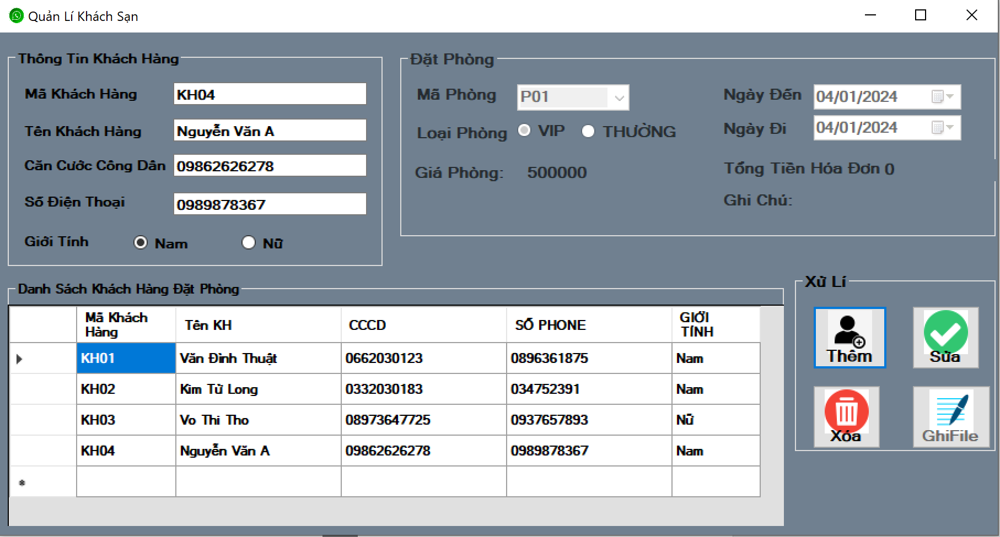 Quản Lí Khách Sạn
Thông Tin Khách Hàng
Mã Khách Hàng KH04
Tên Khách Hàng Nguyễn Văn A
Căn Cước Công Dân 09862626278
Số Điện Thoại 0989878367
Giới Tính Nam Nữ
Đặt Phòng
Mã Phòng P01
Loại Phòng VIP THƯỜNG
Giá Phòng: 500000
Ngày Đến 04/01/2024
Ngày Đi 04/01/2024
Tổng Tiền Hóa Đơn 0
Ghi Chú:
Danh Sách Khách Hàng Đặt Phòng
Mã Khách Hàng Tên KH CCCD SỐ PHONE GIỚI TÍNH
KH01 Văn Đình Thuật 0662030123 0896361875 Nam
KH02 Kim Tử Long 0332030183 034752391 Nam
KH03 Vo Thi Tho 08973647725 0937657893 Nữ
KH04 Nguyễn Văn A 09862626278 0989878367 Nam
Xử Lí
Thêm Sửa
Xóa GhiFile